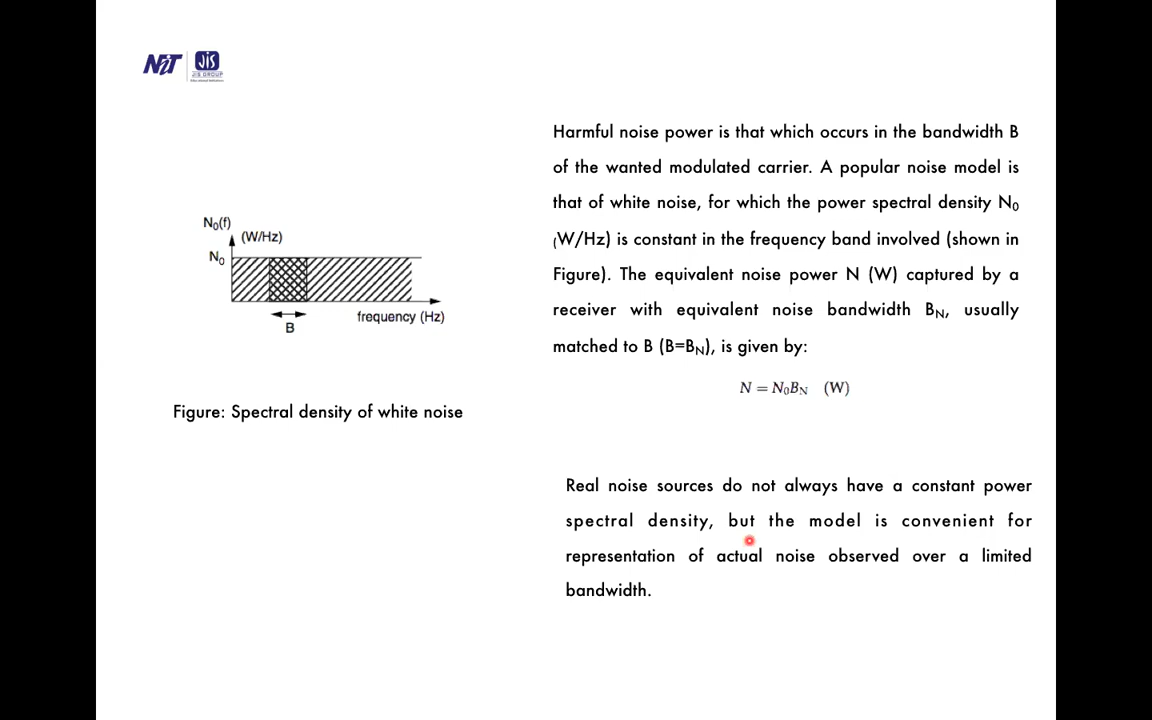 NiT JIS
JIS GROUP
Educational Initiatives
Harmful noise power is that which occurs in the bandwidth B
of the wanted modulated carrier. A popular noise model is
that of white noise, for which the power spectral density N₀
(W/Hz) is constant in the frequency band involved (shown in
Figure). The equivalent noise power N (W) captured by a
receiver with equivalent noise bandwidth B_N, usually
matched to B (B=B_N), is given by:
N = N₀B_N (W)
N₀(f)
(W/Hz)
N₀
B
frequency (Hz)
Figure: Spectral density of white noise
Real noise sources do not always have a constant power
spectral density, but the model is convenient for
representation of actual noise observed over a limited
bandwidth.